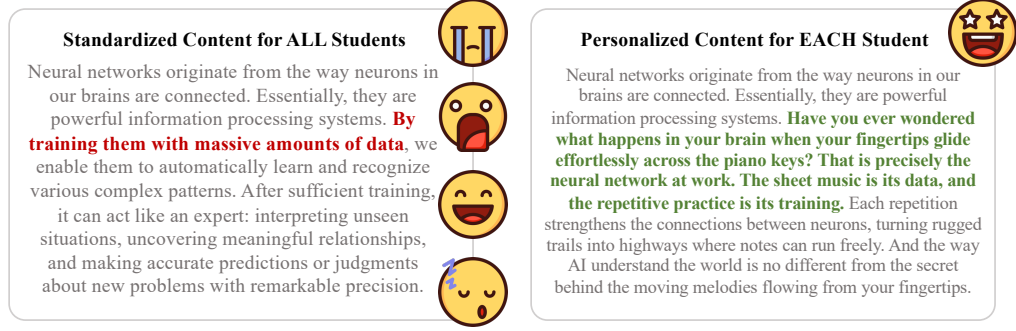 Standardized Content for ALL Students
Neural networks originate from the way neurons in
our brains are connected. Essentially, they are
powerful information processing systems. By
training them with massive amounts of data, we
enable them to automatically learn and recognize
various complex patterns. After sufficient training,
it can act like an expert: interpreting unseen
situations, uncovering meaningful relationships,
and making accurate predictions or judgments
about new problems with remarkable precision.
Personalized Content for EACH Student
Neural networks originate from the way neurons in our
brains are connected. Essentially, they are powerful
information processing systems. Have you ever wondered
what happens in your brain when your fingertips glide
effortlessly across the piano keys? That is precisely the
neural network at work. The sheet music is its data, and
the repetitive practice is its training. Each repetition
strengthens the connections between neurons, turning rugged
trails into highways where notes can run freely. And the way
AI understand the world is no different from the secret
behind the moving melodies flowing from your fingertips.